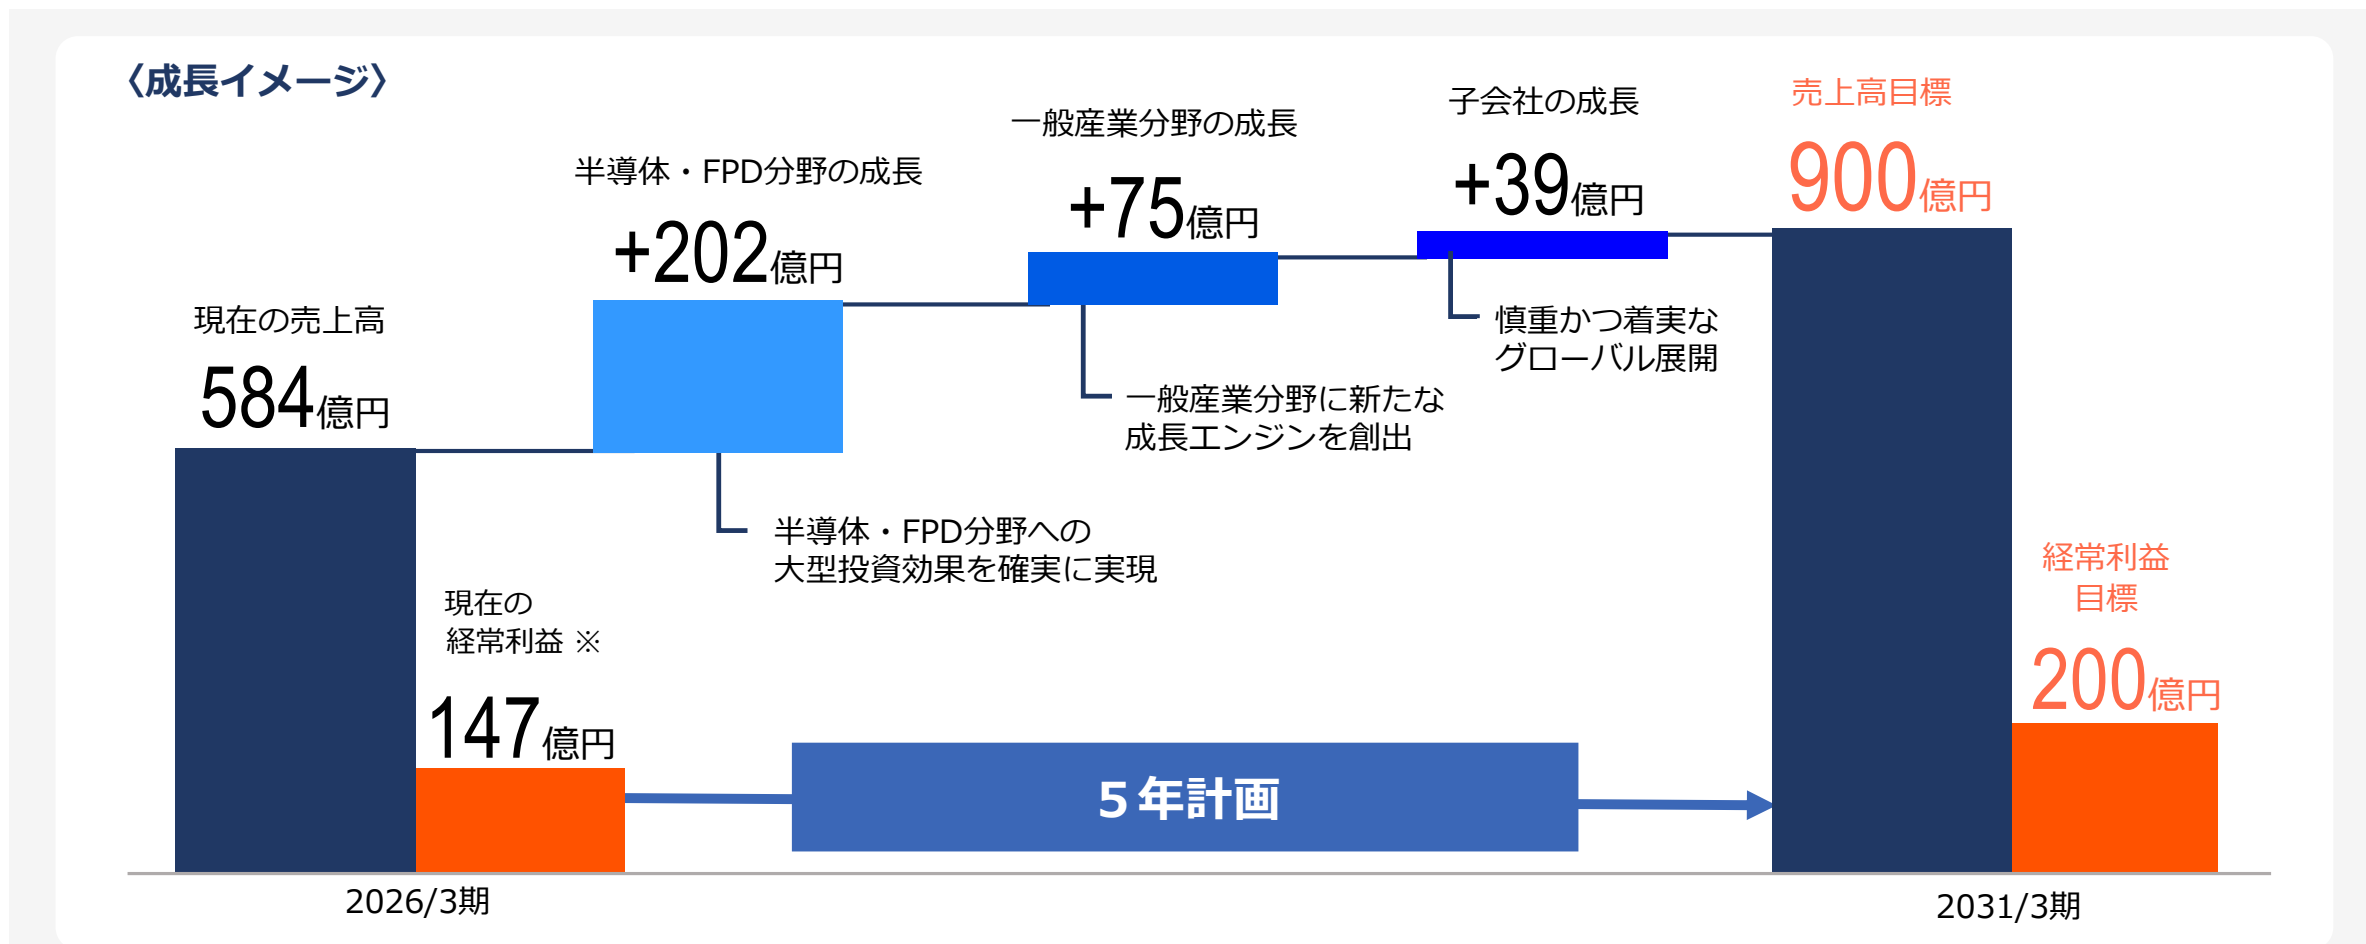 〈成長イメージ〉
現在の売上高
584億円
半導体・FPD分野の成長
+202億円
一般産業分野の成長
+75億円
子会社の成長
+39億円
売上高目標
900億円
慎重かつ着実な
グローバル展開
一般産業分野に新たな
成長エンジンを創出
半導体・FPD分野への
大型投資効果を確実に実現
現在の
経常利益 ※
147億円
経常利益
目標
200億円
５年計画
2026/3期
2031/3期